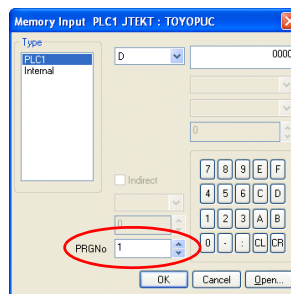 Memory Input PLC1 JTEKT : TOYOPUC
Type
PLC1
Internal
D
0000
0
Indirect
0
PRGNo 1
7 8 9 E F
4 5 6 C D
1 2 3 A B
0 - : CL CR
OK Cancel Open...